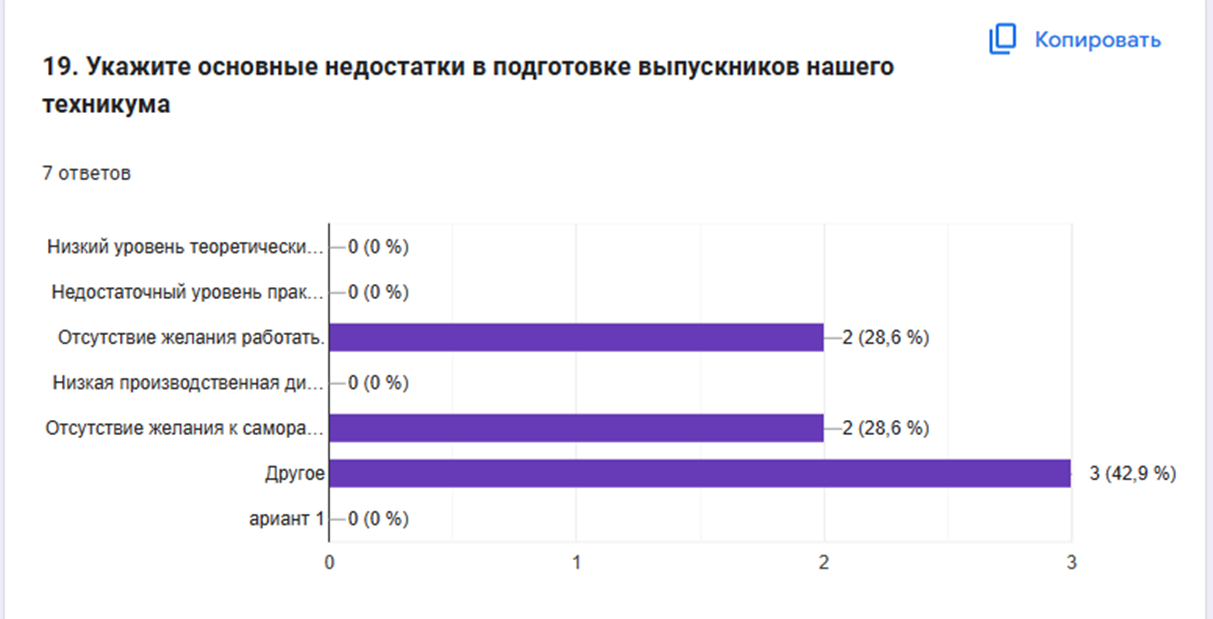 Копировать
19. Укажите основные недостатки в подготовке выпускников нашего
техникума
7 ответов
Низкий уровень теоретически... 0 (0 %)
Недостаточный уровень прак... 0 (0 %)
Отсутствие желания работать. 2 (28,6 %)
Низкая производственная ди... 0 (0 %)
Отсутствие желания к самора... 2 (28,6 %)
Другое 3 (42,9 %)
ариант 1 0 (0 %)
0 1 2 3